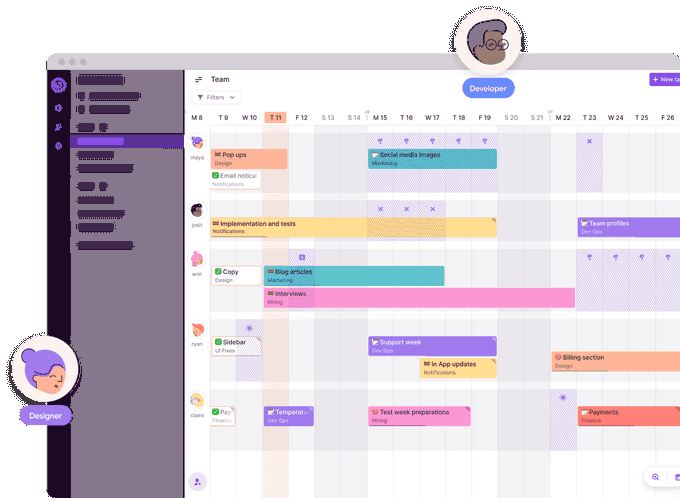 Developer
Team
+ New ta
Filters
M 8 T 9 W 10 T 11 F 12 S 13 S 14 M 15 T 16 W 17 T 18 F 19 S 20 S 21 M 22 T 23 W 24 T 25 F 26
maya
Pop ups
Design
Social media images
Marketing
Email notica
Notifications
josh
Implementation and tests
Notifications
Team profiles
Dev Ops
erin
Copy
Design
Blog articles
Marketing
Interviews
Hiring
ryan
Sidebar
UI Fixes
Support week
Dev Ops
In App updates
Notifications
Billing section
Design
Designer
claire
Pay
Finance
Temperat
Dev Ops
Test week preparations
Hiring
Payments
Finance